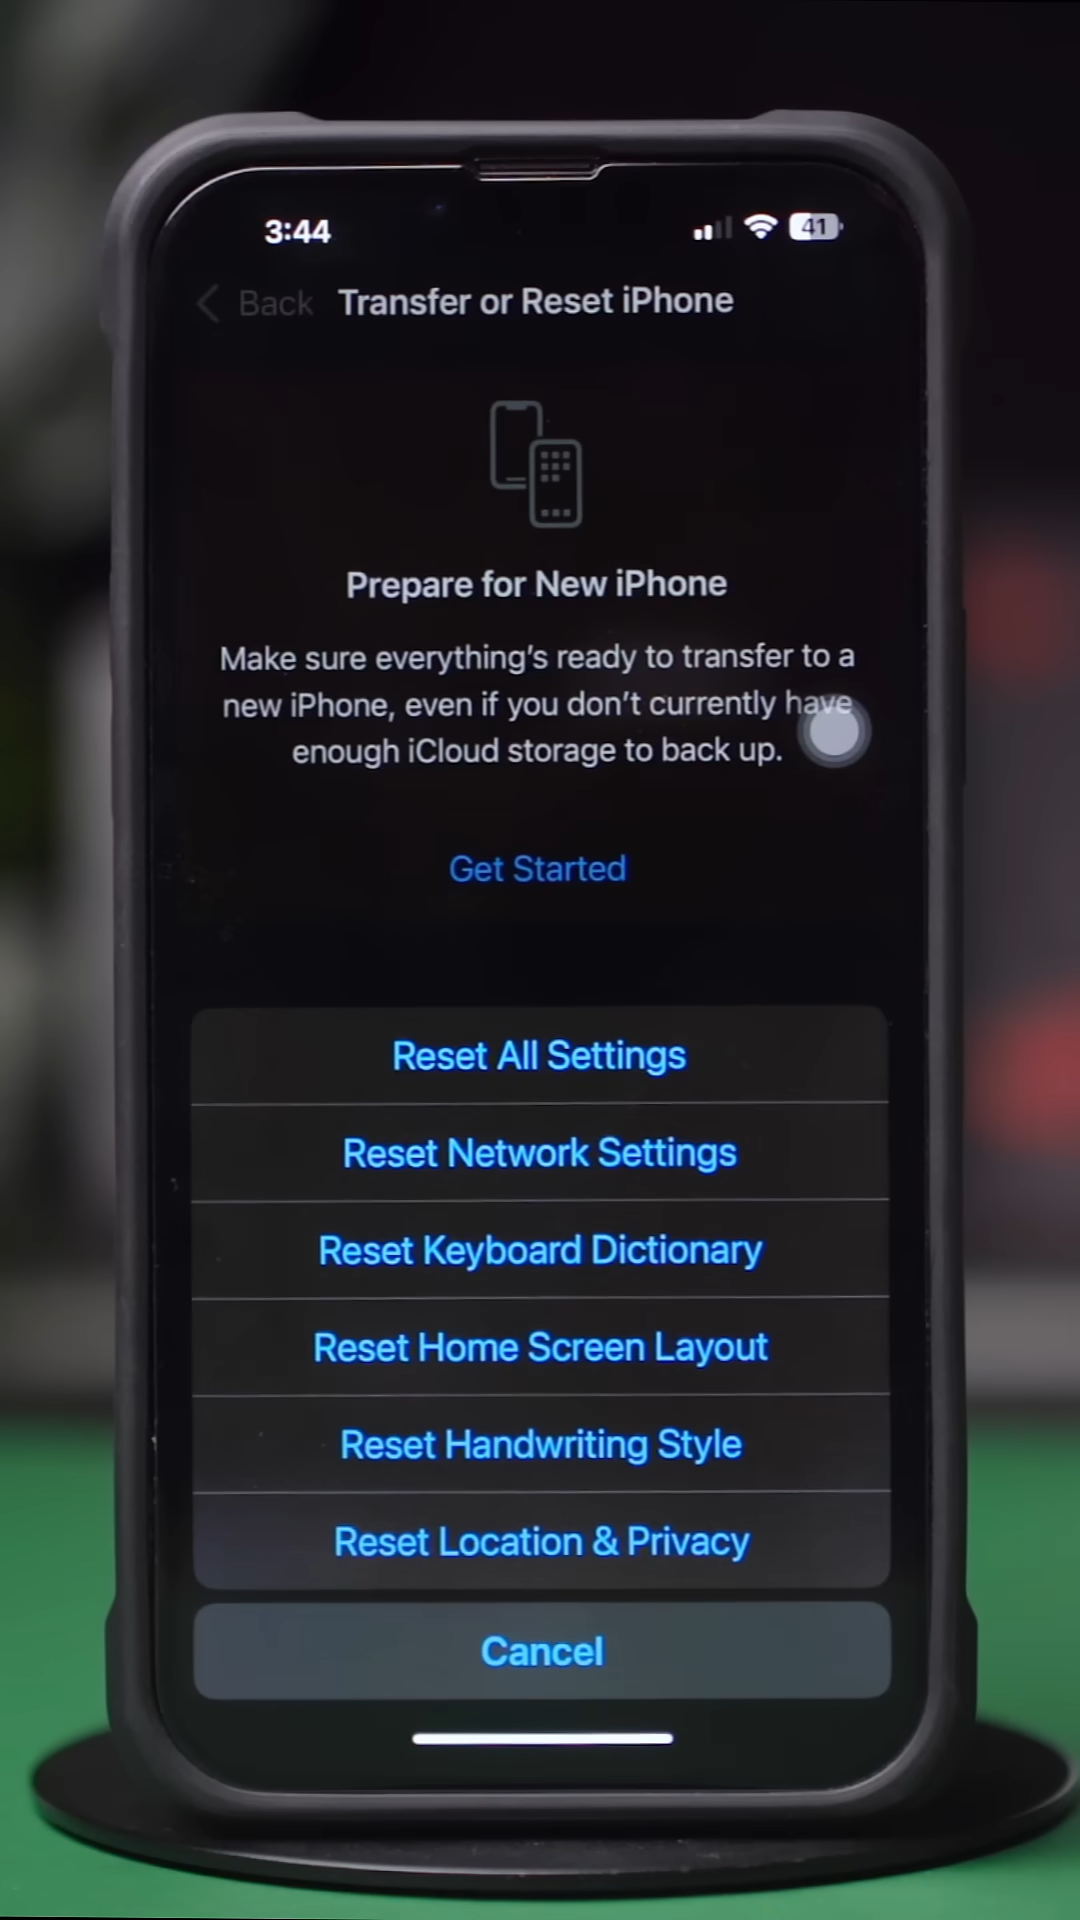 3:44
41
Back
Transfer or Reset iPhone
Prepare for New iPhone
Make sure everything's ready to transfer to a
new iPhone, even if you don't currently have
enough iCloud storage to back up.
Get Started
Reset All Settings
Reset Network Settings
Reset Keyboard Dictionary
Reset Home Screen Layout
Reset Handwriting Style
Reset Location & Privacy
Cancel